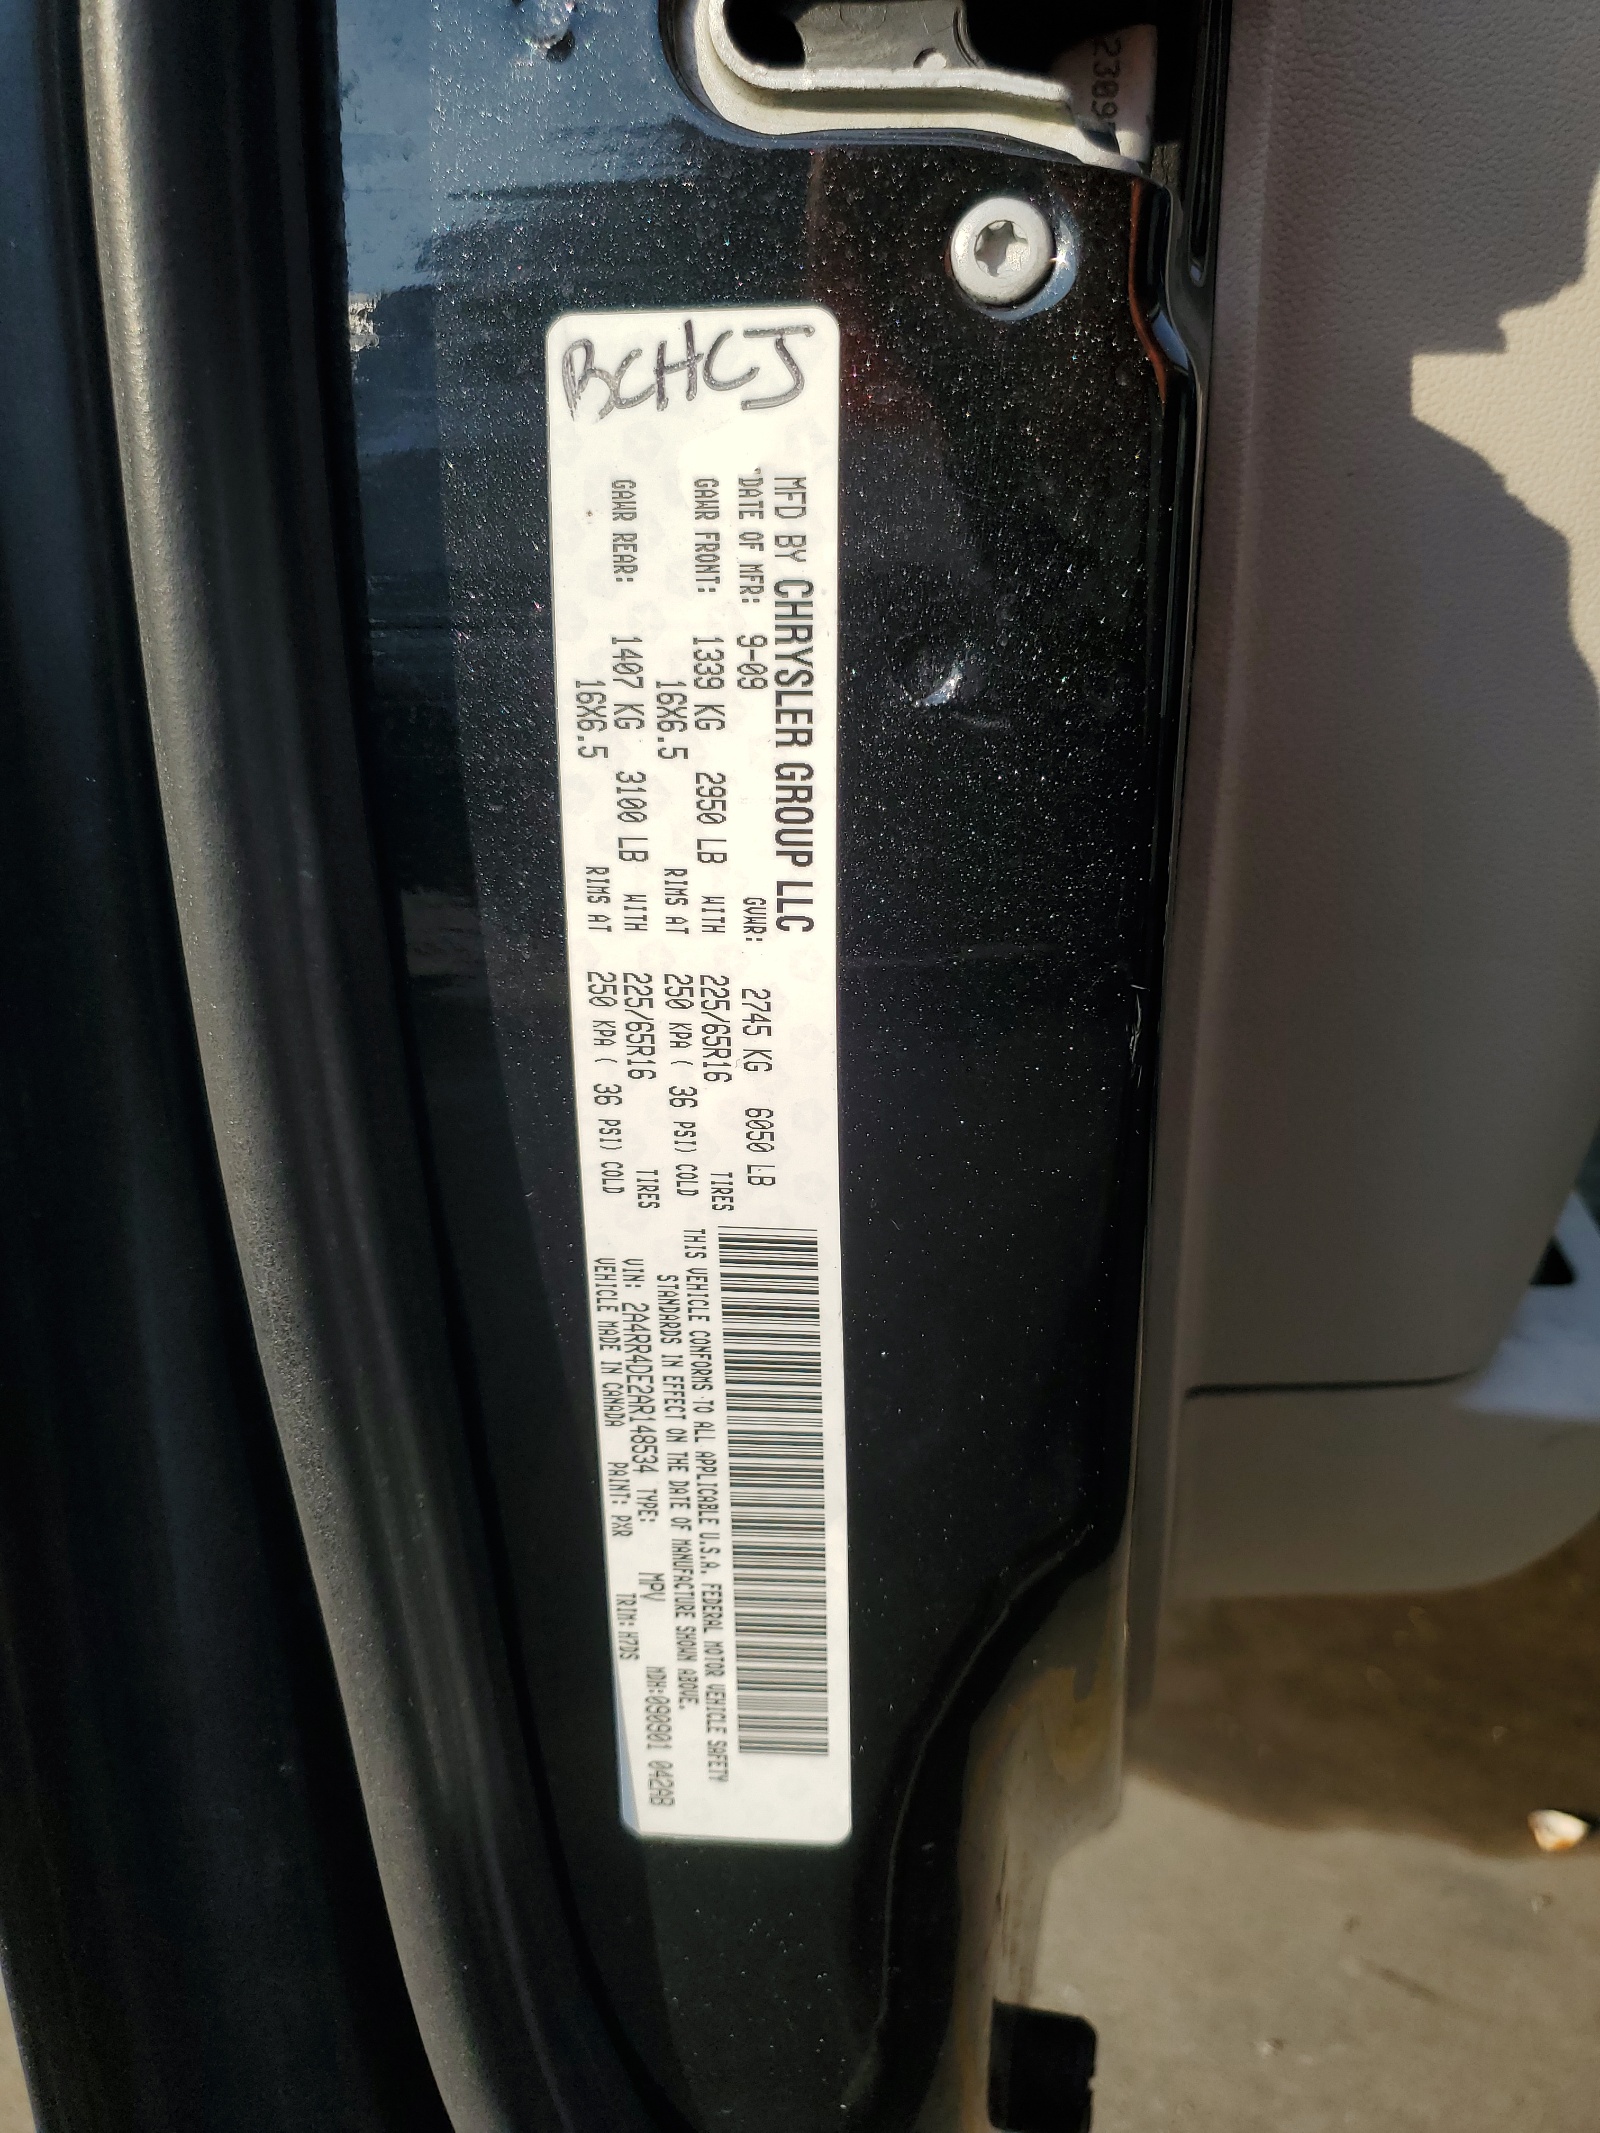 BCHCJ
MFD BY CHRYSLER GROUP LLC
DATE OF MFR: 9-09 GVWR: 2745 KG 6050 LB
GAWR FRONT: 1339 KG 2950 LB WITH 225/65R16 TIRES
16X6.5 RIMS AT 250 KPA ( 36 PSI) COLD
GAWR REAR: 1407 KG 3100 LB WITH 225/65R16 TIRES
16X6.5 RIMS AT 250 KPA ( 36 PSI) COLD
THIS VEHICLE CONFORMS TO ALL APPLICABLE U.S.A. FEDERAL MOTOR VEHICLE SAFETY
STANDARDS IN EFFECT ON THE DATE OF MANUFACTURE SHOWN ABOVE.
VIN: 2A4RR4DE2AR148534 TYPE: MPV MDH:090901 042AB
VEHICLE MADE IN CANADA PAINT: PXR TRIM: H7DS